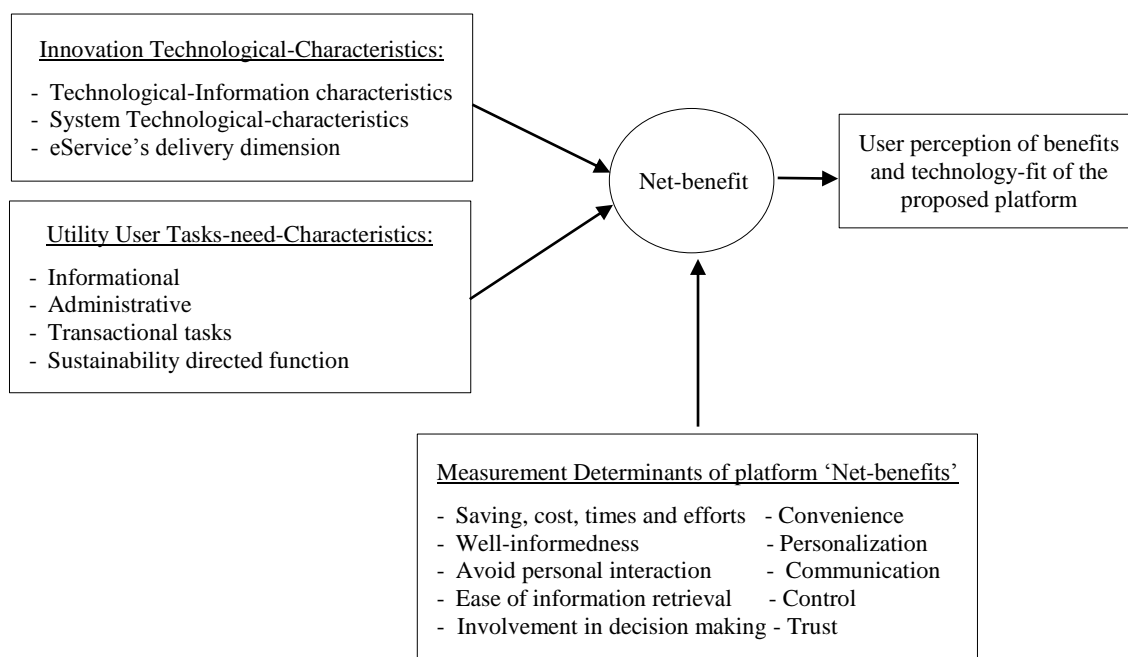 Innovation Technological-Characteristics:
- Technological-Information characteristics
- System Technological-characteristics
- eService's delivery dimension
Utility User Tasks-need-Characteristics:
- Informational
- Administrative
- Transactional tasks
- Sustainability directed function
Net-benefit
User perception of benefits
and technology-fit of the
proposed platform
Measurement Determinants of platform ‘Net-benefits’
- Saving, cost, times and efforts - Convenience
- Well-informedness - Personalization
- Avoid personal interaction - Communication
- Ease of information retrieval - Control
- Involvement in decision making - Trust